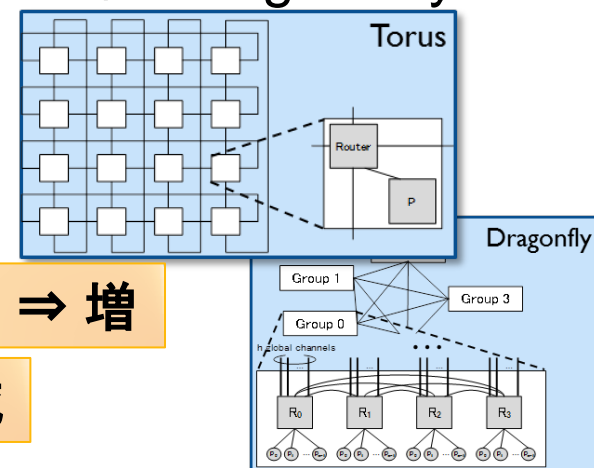 Torus
Router
P
Dragonfly
Group 1
Group 3
Group 0
⇒ 増
h global channels
...
R0 R1 R2 R3